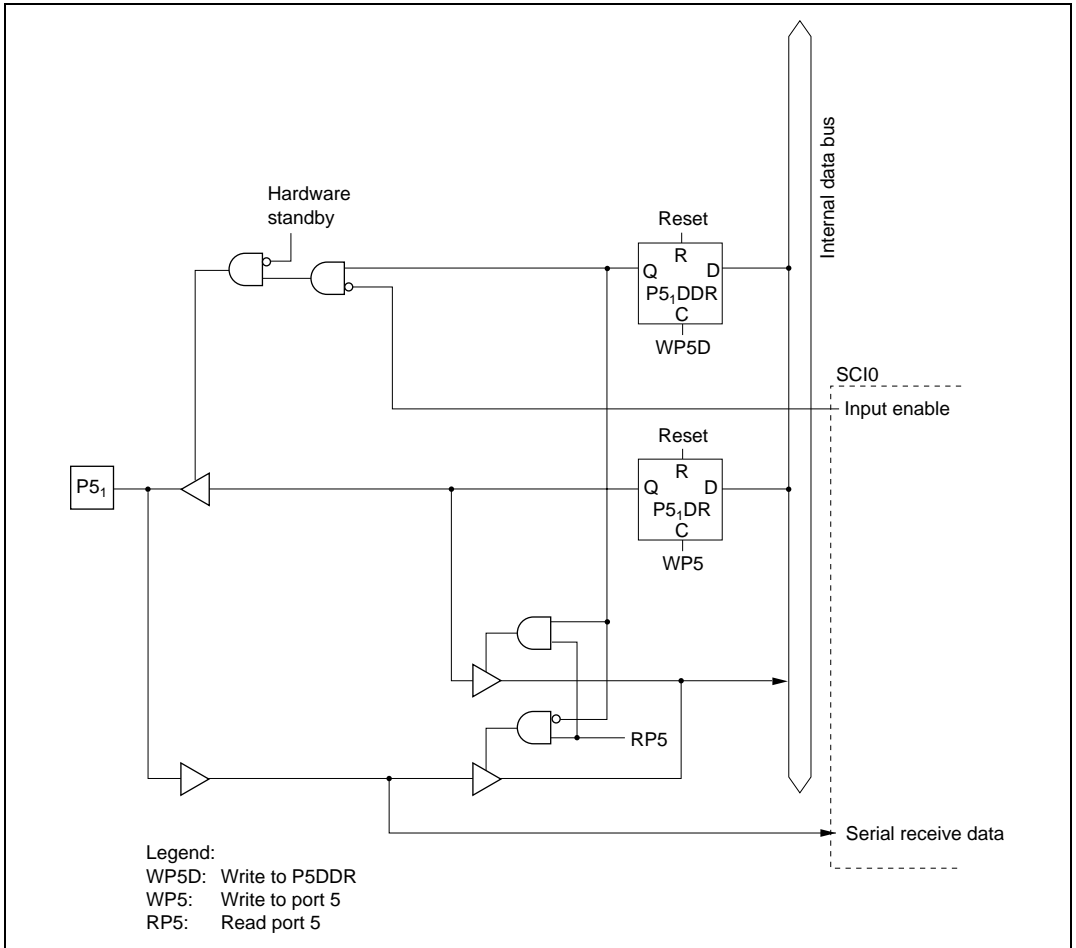 Hardware
standby
Reset
R
Q D
P5₁DDR
C
WP5D
Internal data bus
SCI0
Input enable
Reset
R
P5₁
Q D
P5₁DR
C
WP5
RP5
Serial receive data
Legend:
WP5D: Write to P5DDR
WP5: Write to port 5
RP5: Read port 5